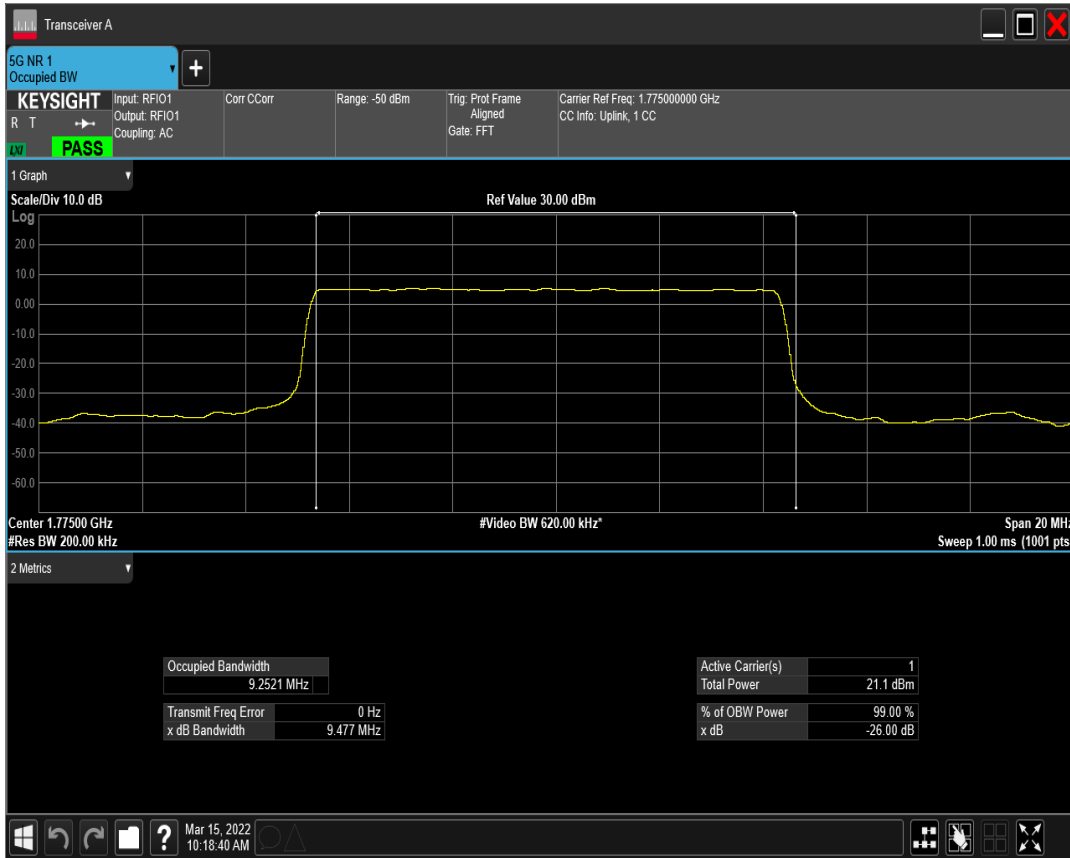 Transceiver A
5G NR 1
Occupied BW
KEYSIGHT
R T
LXI
PASS
Input: RFIO1
Output: RFIO1
Coupling: AC
Corr CCorr
Range: -50 dBm
Trig: Prot Frame
Aligned
Gate: FFT
Carrier Ref Freq: 1.775000000 GHz
CC Info: Uplink, 1 CC
1 Graph
Scale/Div 10.0 dB
Ref Value 30.00 dBm
Log
20.0
10.0
0.00
-10.0
-20.0
-30.0
-40.0
-50.0
-60.0
Center 1.77500 GHz
#Video BW 620.00 kHz*
Span 20 MHz
#Res BW 200.00 kHz
Sweep 1.00 ms (1001 pts
2 Metrics
Occupied Bandwidth
9.2521 MHz
Transmit Freq Error 0 Hz
x dB Bandwidth 9.477 MHz
Active Carrier(s) 1
Total Power 21.1 dBm
% of OBW Power 99.00 %
x dB -26.00 dB
?
Mar 15, 2022
10:18:40 AM